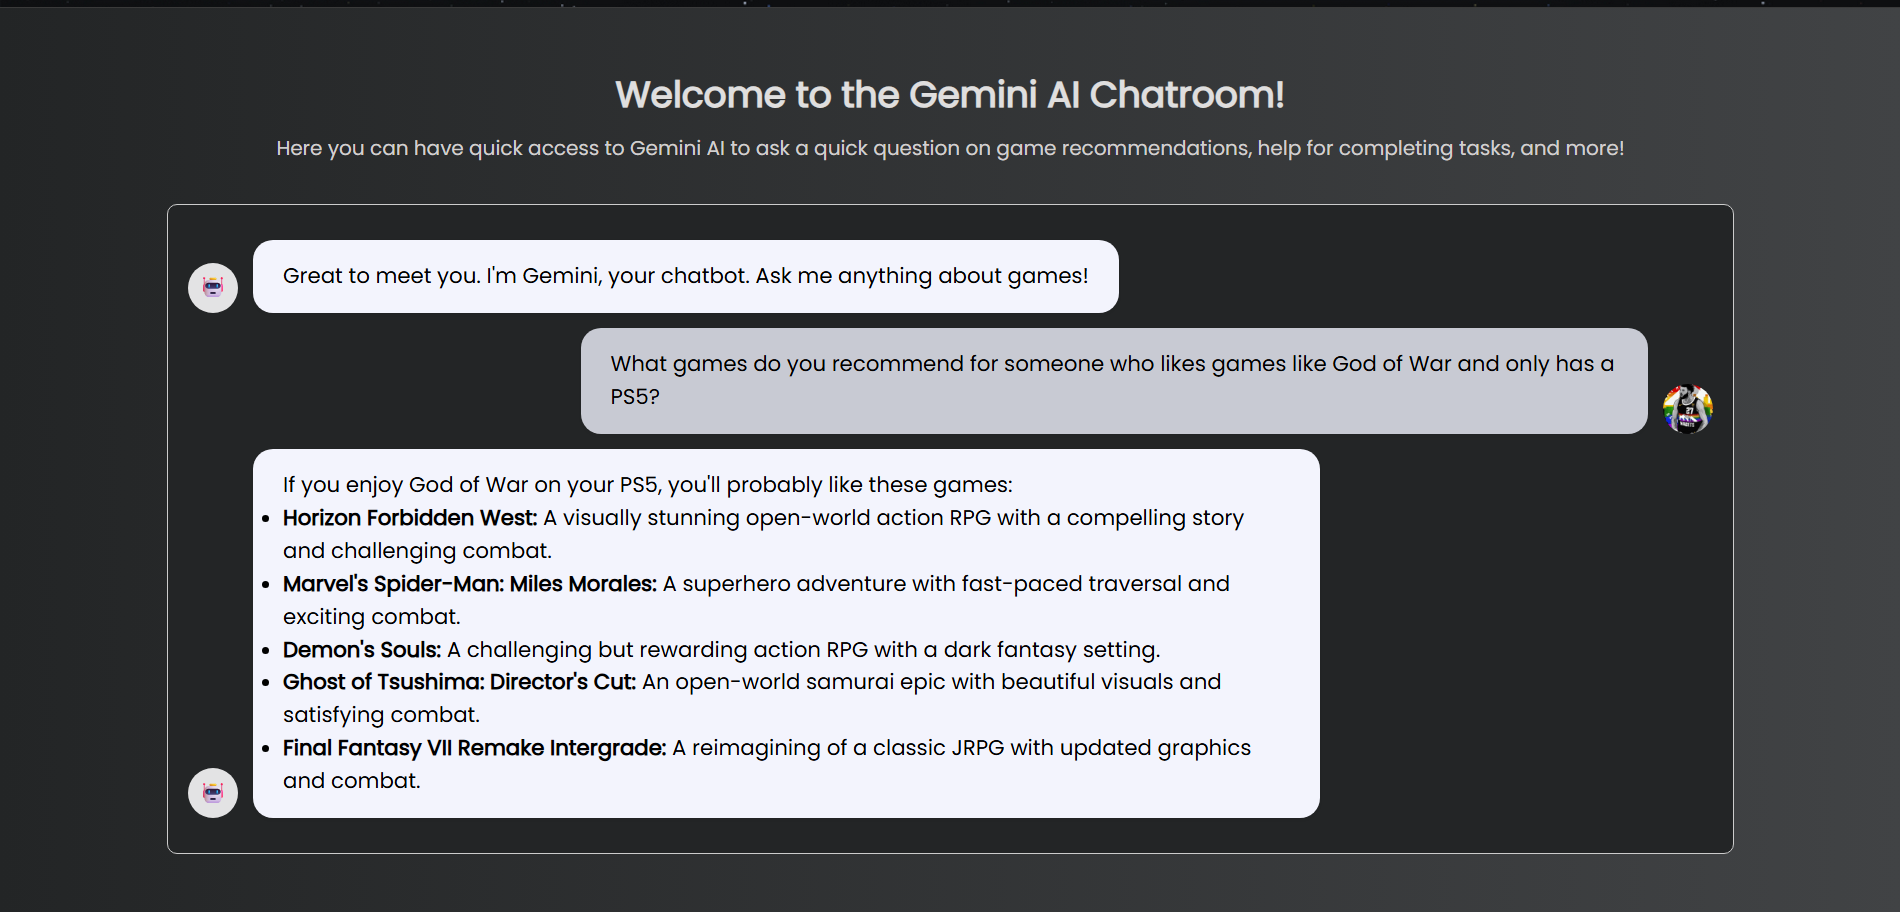 Welcome to the Gemini AI Chatroom!
Here you can have quick access to Gemini AI to ask a quick question on game recommendations, help for completing tasks, and more!
Great to meet you. I'm Gemini, your chatbot. Ask me anything about games!
What games do you recommend for someone who likes games like God of War and only has a
PS5?
27
If you enjoy God of War on your PS5, you'll probably like these games:
• Horizon Forbidden West: A visually stunning open-world action RPG with a compelling story
and challenging combat.
• Marvel's Spider-Man: Miles Morales: A superhero adventure with fast-paced traversal and
exciting combat.
• Demon's Souls: A challenging but rewarding action RPG with a dark fantasy setting.
• Ghost of Tsushima: Director's Cut: An open-world samurai epic with beautiful visuals and
satisfying combat.
• Final Fantasy VII Remake Intergrade: A reimagining of a classic JRPG with updated graphics
and combat.